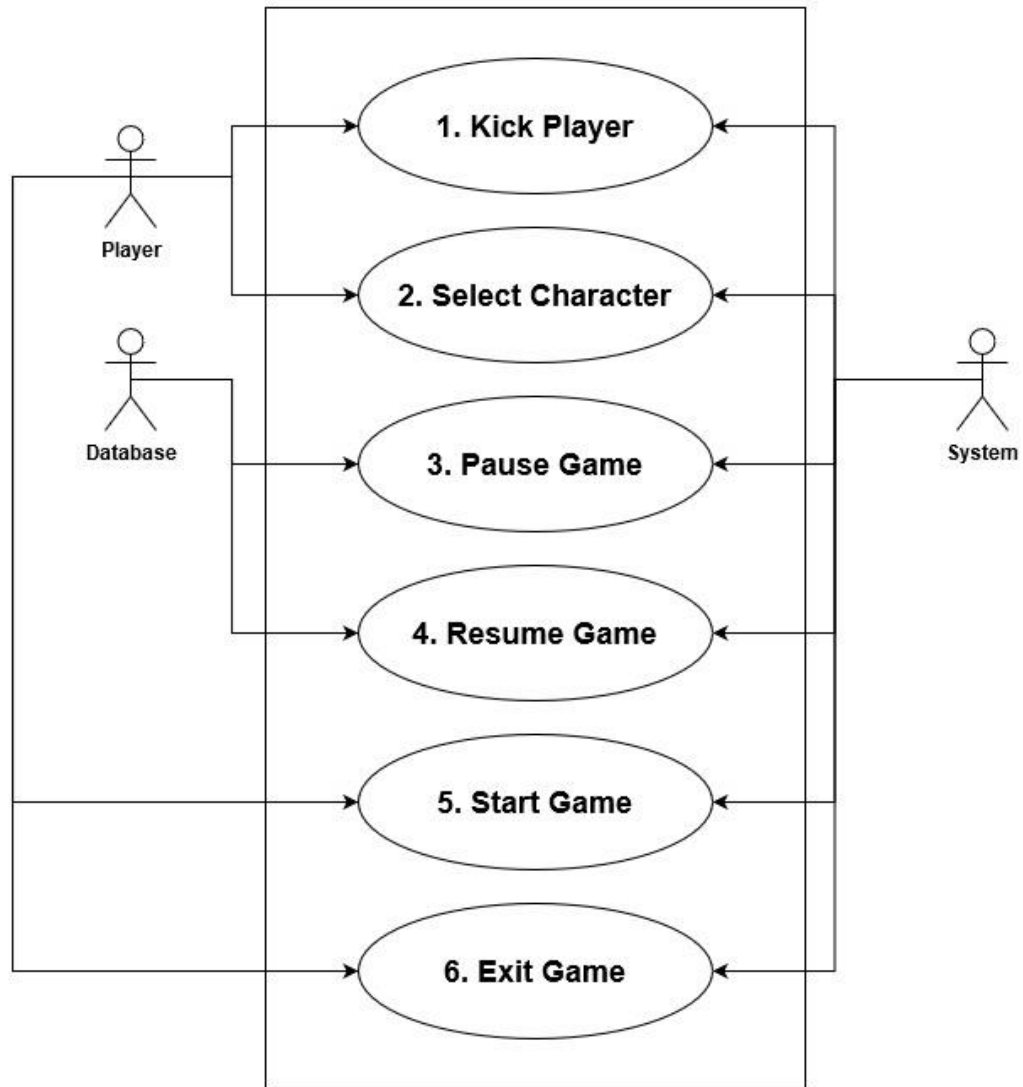 1. Kick Player
Player
2. Select Character
Database
3. Pause Game
System
4. Resume Game
5. Start Game
6. Exit Game